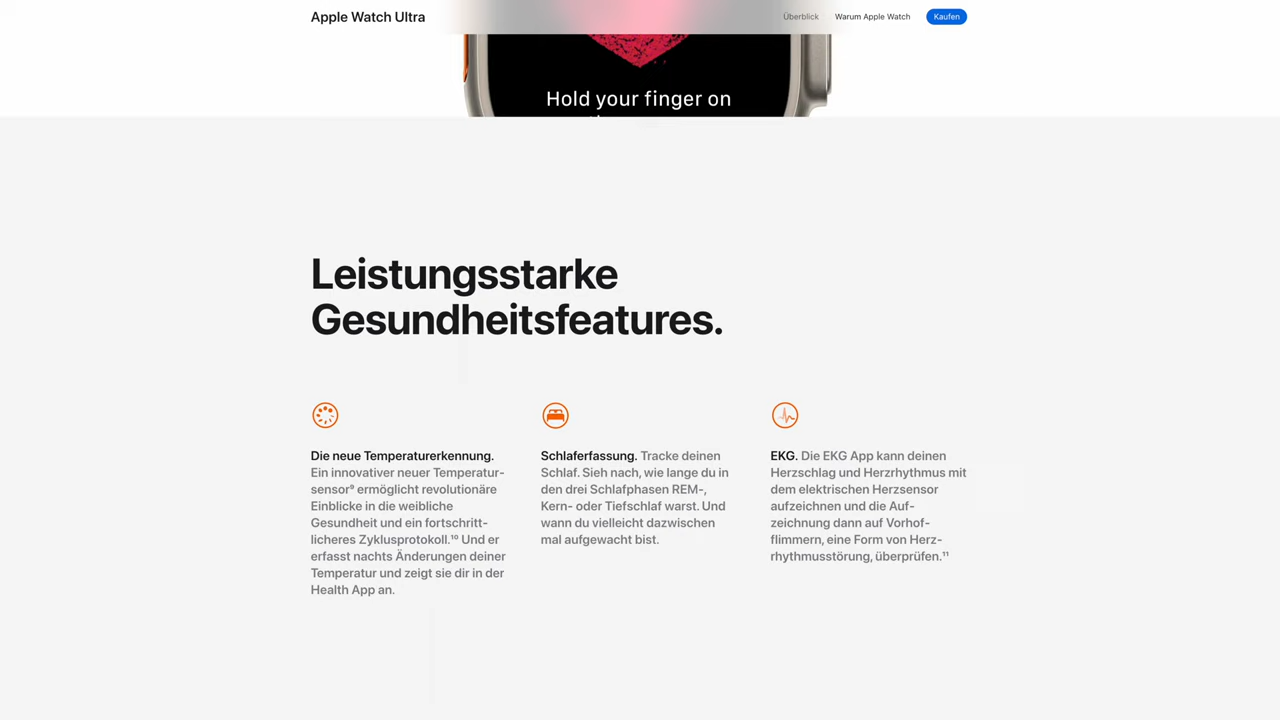 Apple Watch Ultra
Überblick
Warum Apple Watch
Kaufen
Hold your finger on
Leistungsstarke
Gesundheitsfeatures.
Die neue Temperaturerkennung.
Ein innovativer neuer Temperatur-
sensor⁹ ermöglicht revolutionäre
Einblicke in die weibliche
Gesundheit und ein fortschritt-
licheres Zyklusprotokoll.¹⁰ Und er
erfasst nachts Änderungen deiner
Temperatur und zeigt sie dir in der
Health App an.
Schlaferfassung. Tracke deinen
Schlaf. Sieh nach, wie lange du in
den drei Schlafphasen REM-,
Kern- oder Tiefschlaf warst. Und
wann du vielleicht dazwischen
mal aufgewacht bist.
EKG. Die EKG App kann deinen
Herzschlag und Herzrhythmus mit
dem elektrischen Herzsensor
aufzeichnen und die Auf-
zeichnung dann auf Vorhof-
flimmern, eine Form von Herz-
rhythmusstörung, überprüfen.¹¹